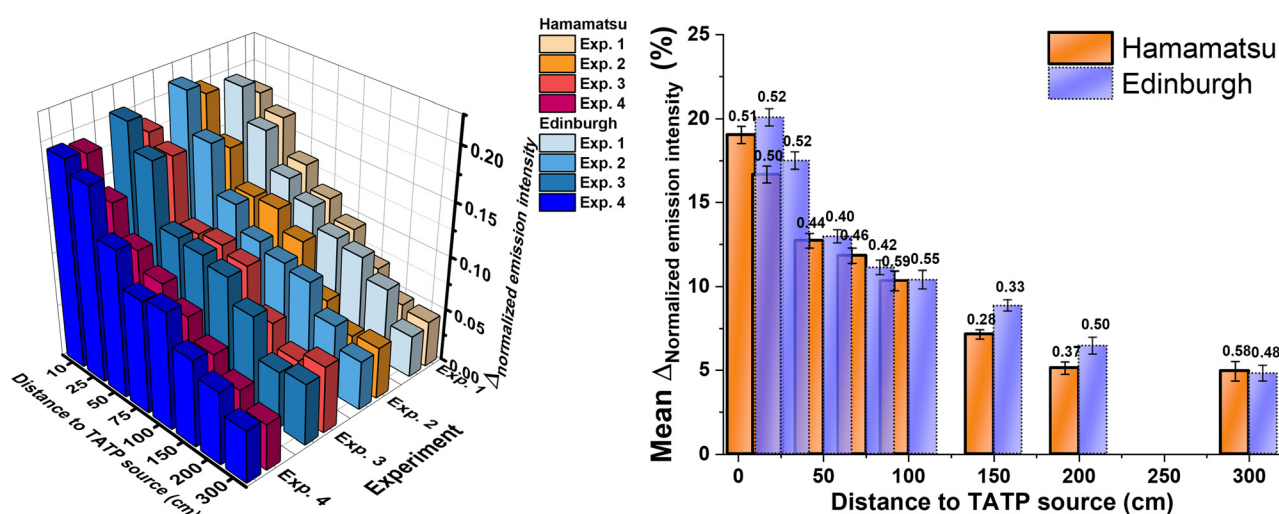 Hamamatsu
Exp. 1
Exp. 2
Exp. 3
Exp. 4
Edinburgh
Exp. 1
Exp. 2
Exp. 3
Exp. 4
0.20
0.15
0.10
0.05
0.00
Δnormalized emission intensity
10
25
50
75
100
150
200
300
Distance to TATP source (cm)
Exp. 1
Exp. 2
Exp. 3
Exp. 4
Experiment
Mean ΔNormalized emission intensity (%)
25
20
15
10
5
0
Hamamatsu
Edinburgh
0.51
0.52
0.50
0.52
0.44
0.40
0.46
0.42
0.59
0.55
0.28
0.33
0.37
0.50
0.58
0.48
0
50
100
150
200
250
300
Distance to TATP source (cm)